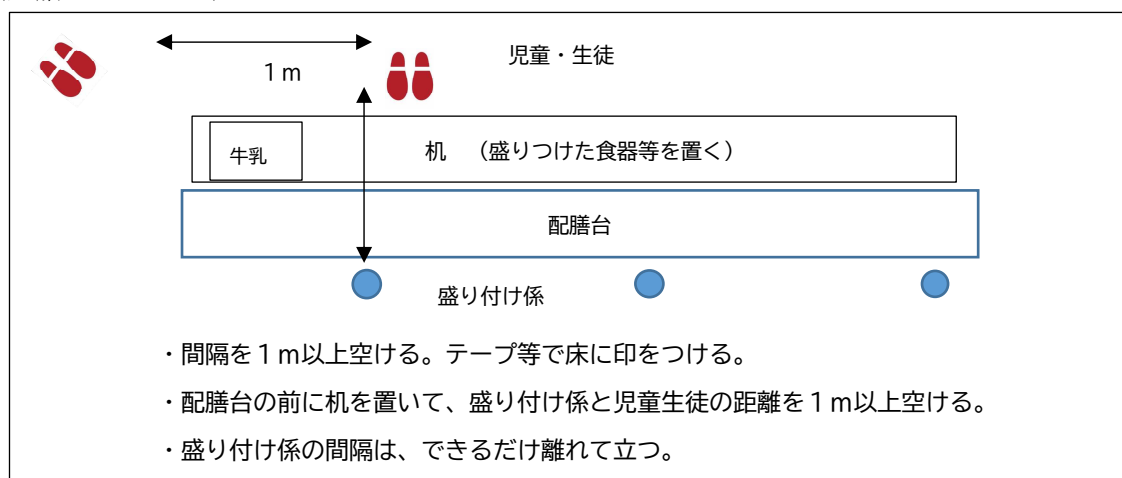 児童・生徒
1m
牛乳
机 (盛りつけた食器等を置く)
配膳台
盛り付け係
・間隔を1m以上空ける。テープ等で床に印をつける。
・配膳台の前に机を置いて、盛り付け係と児童生徒の距離を1m以上空ける。
・盛り付け係の間隔は、できるだけ離れて立つ。